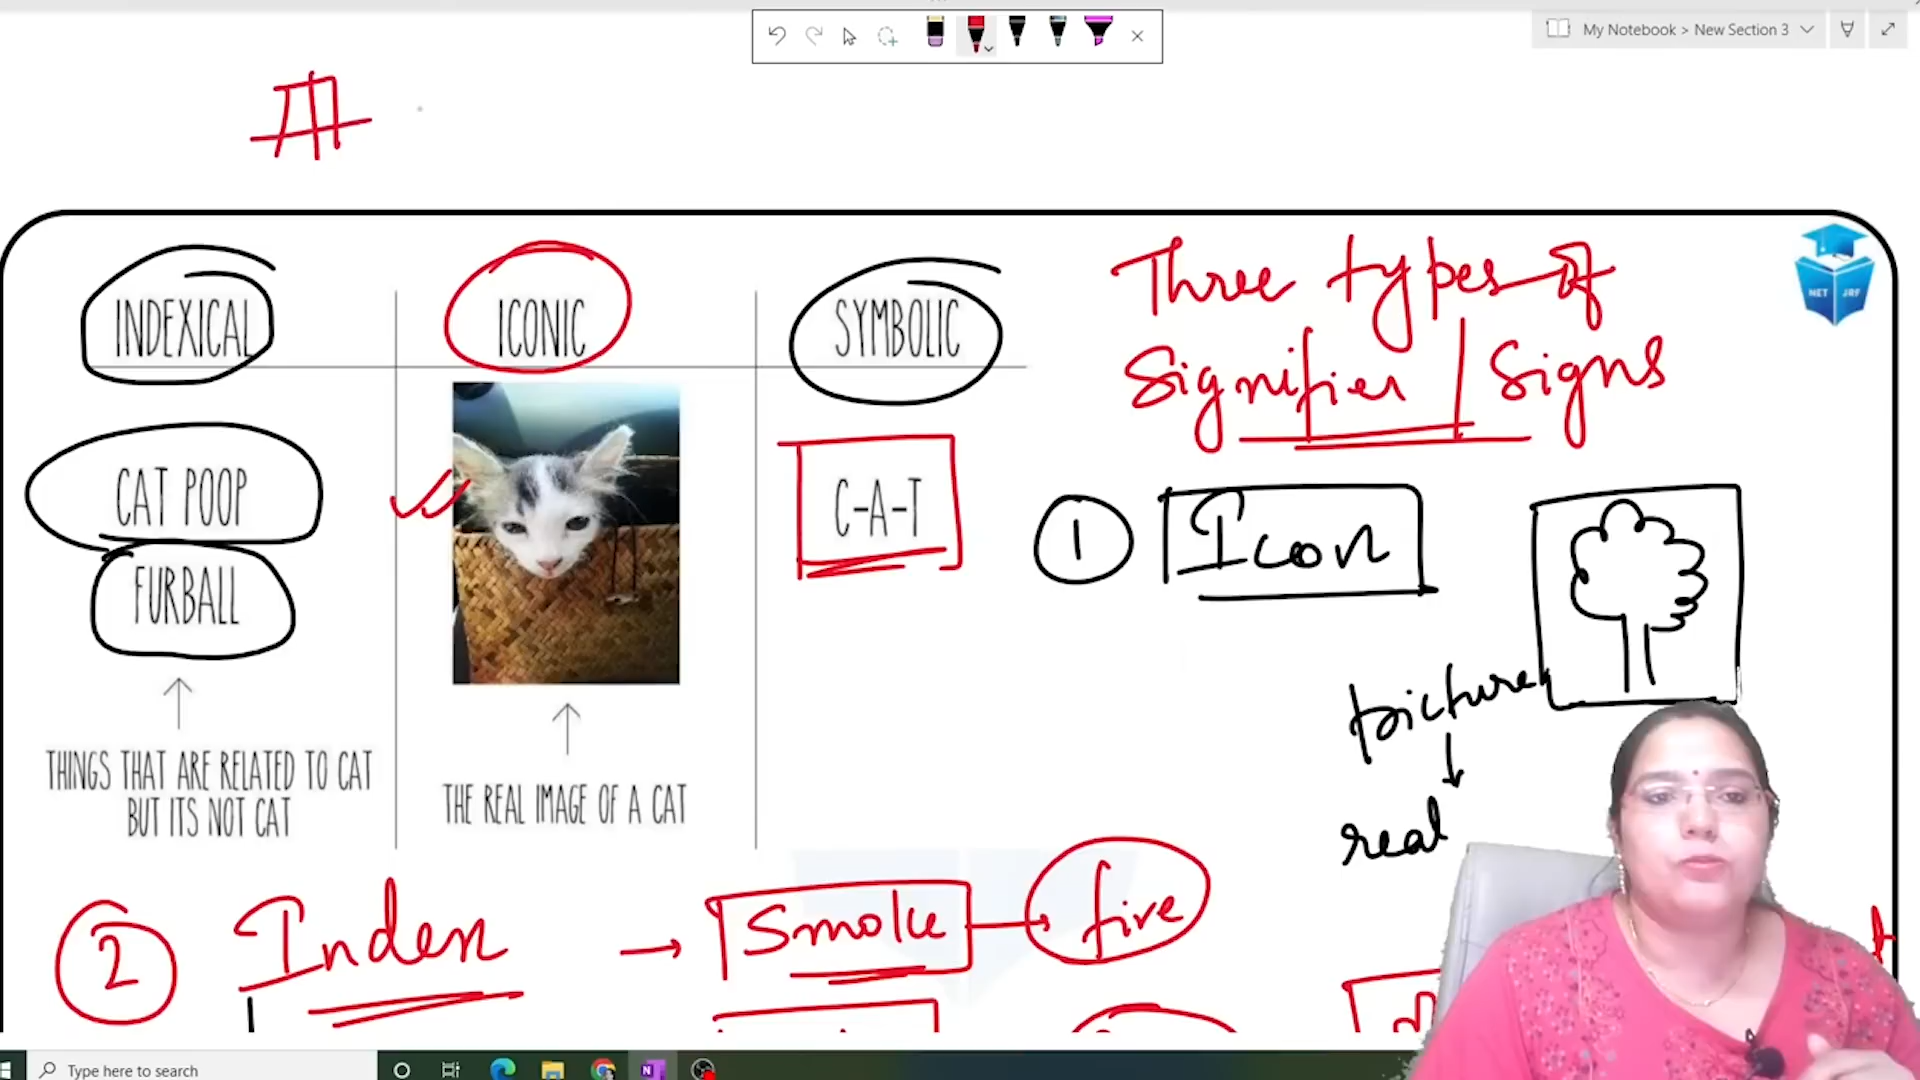 My Notebook > New Section 3
INDEXICAL
ICONIC
SYMBOLIC
CAT POOP
FURBALL
C-A-T
THINGS THAT ARE RELATED TO CAT
BUT ITS NOT CAT
THE REAL IMAGE OF A CAT
Three types of
Signifier / Signs
NET JRF
1 Icon
picture
↓
real
2 Index → Smoke → fire
Type here to search